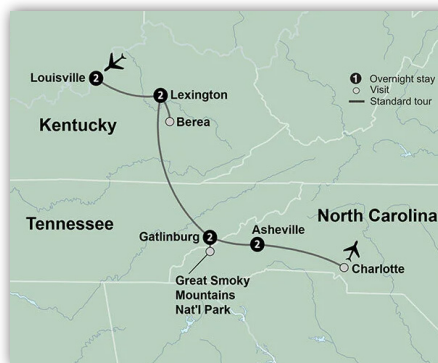 1 Overnight stay
Visit
Standard tour
Louisville 2
2 Lexington
Berea
Kentucky
Tennessee
North Carolina
Gatlinburg 2
Asheville
2
Charlotte
Great Smoky
Mountains
Nat'l Park